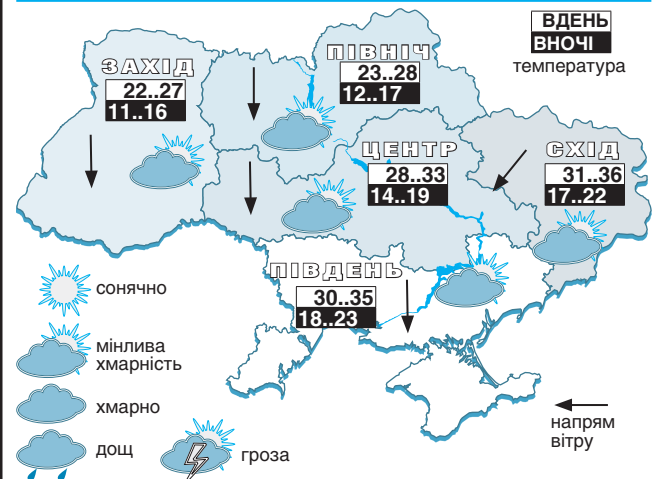 ВДЕНЬ
ВНОЧІ
температура
ПІВНІЧ
23..28
12..17
ЗАХІД
22..27
11..16
ЦЕНТР
28..33
14..19
СХІД
31..36
17..22
ПІВДЕНЬ
30..35
18..23
сонячно
мінлива
хмарність
хмарно
дощ
гроза
напрям
вітру